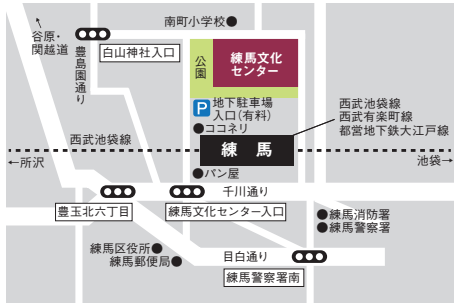 ↑
谷原・
関越道
豊島園通り
白山神社入口
南町小学校●
公園
練馬文化
センター
P 地下駐車場
入口(有料)
●ココネリ
西武池袋線
西武有楽町線
都営地下鉄大江戸線
西武池袋線
練 馬
←所沢
池袋→
●パン屋
千川通り
豊玉北六丁目
練馬文化センター入口
●練馬消防署
●練馬警察署
練馬区役所●
練馬郵便局●
目白通り
練馬警察署南